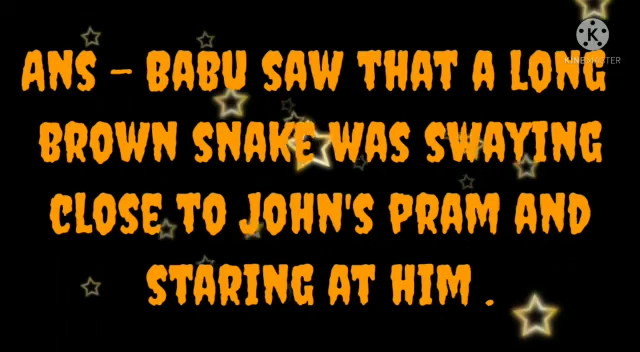 ANS – BABU SAW THAT A LONG
BROWN SNAKE WAS SWAYING
CLOSE TO JOHN'S PRAM AND
STARING AT HIM .
K
KINEMASTER